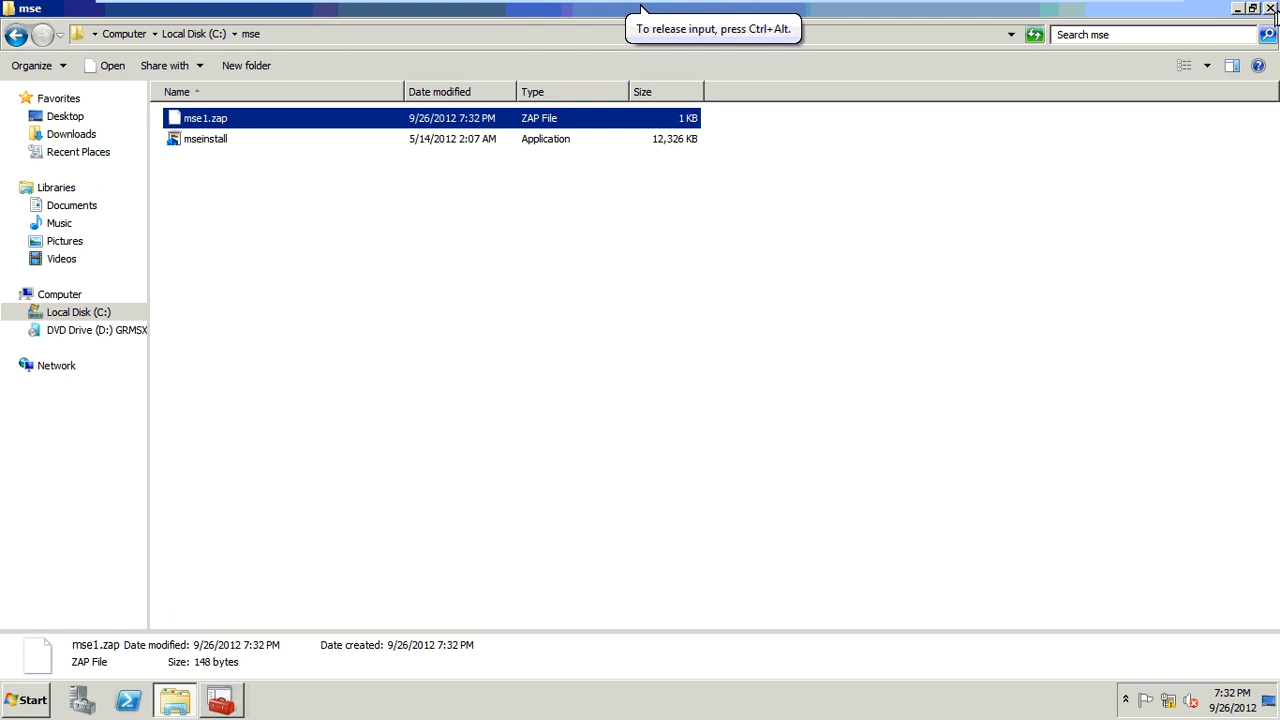 mse
To release input, press Ctrl+Alt.
Computer Local Disk (C:) mse
Search mse
Organize Open Share with New folder
Name Date modified Type Size
mse1.zap 9/26/2012 7:32 PM ZAP File 1 KB
mseinstall 5/14/2012 2:07 AM Application 12,326 KB
Favorites
Desktop
Downloads
Recent Places
Libraries
Documents
Music
Pictures
Videos
Computer
Local Disk (C:)
DVD Drive (D:) GRMSX
Network
mse1.zap Date modified: 9/26/2012 7:32 PM Date created: 9/26/2012 7:32 PM
ZAP File Size: 148 bytes
Start
7:32 PM
9/26/2012